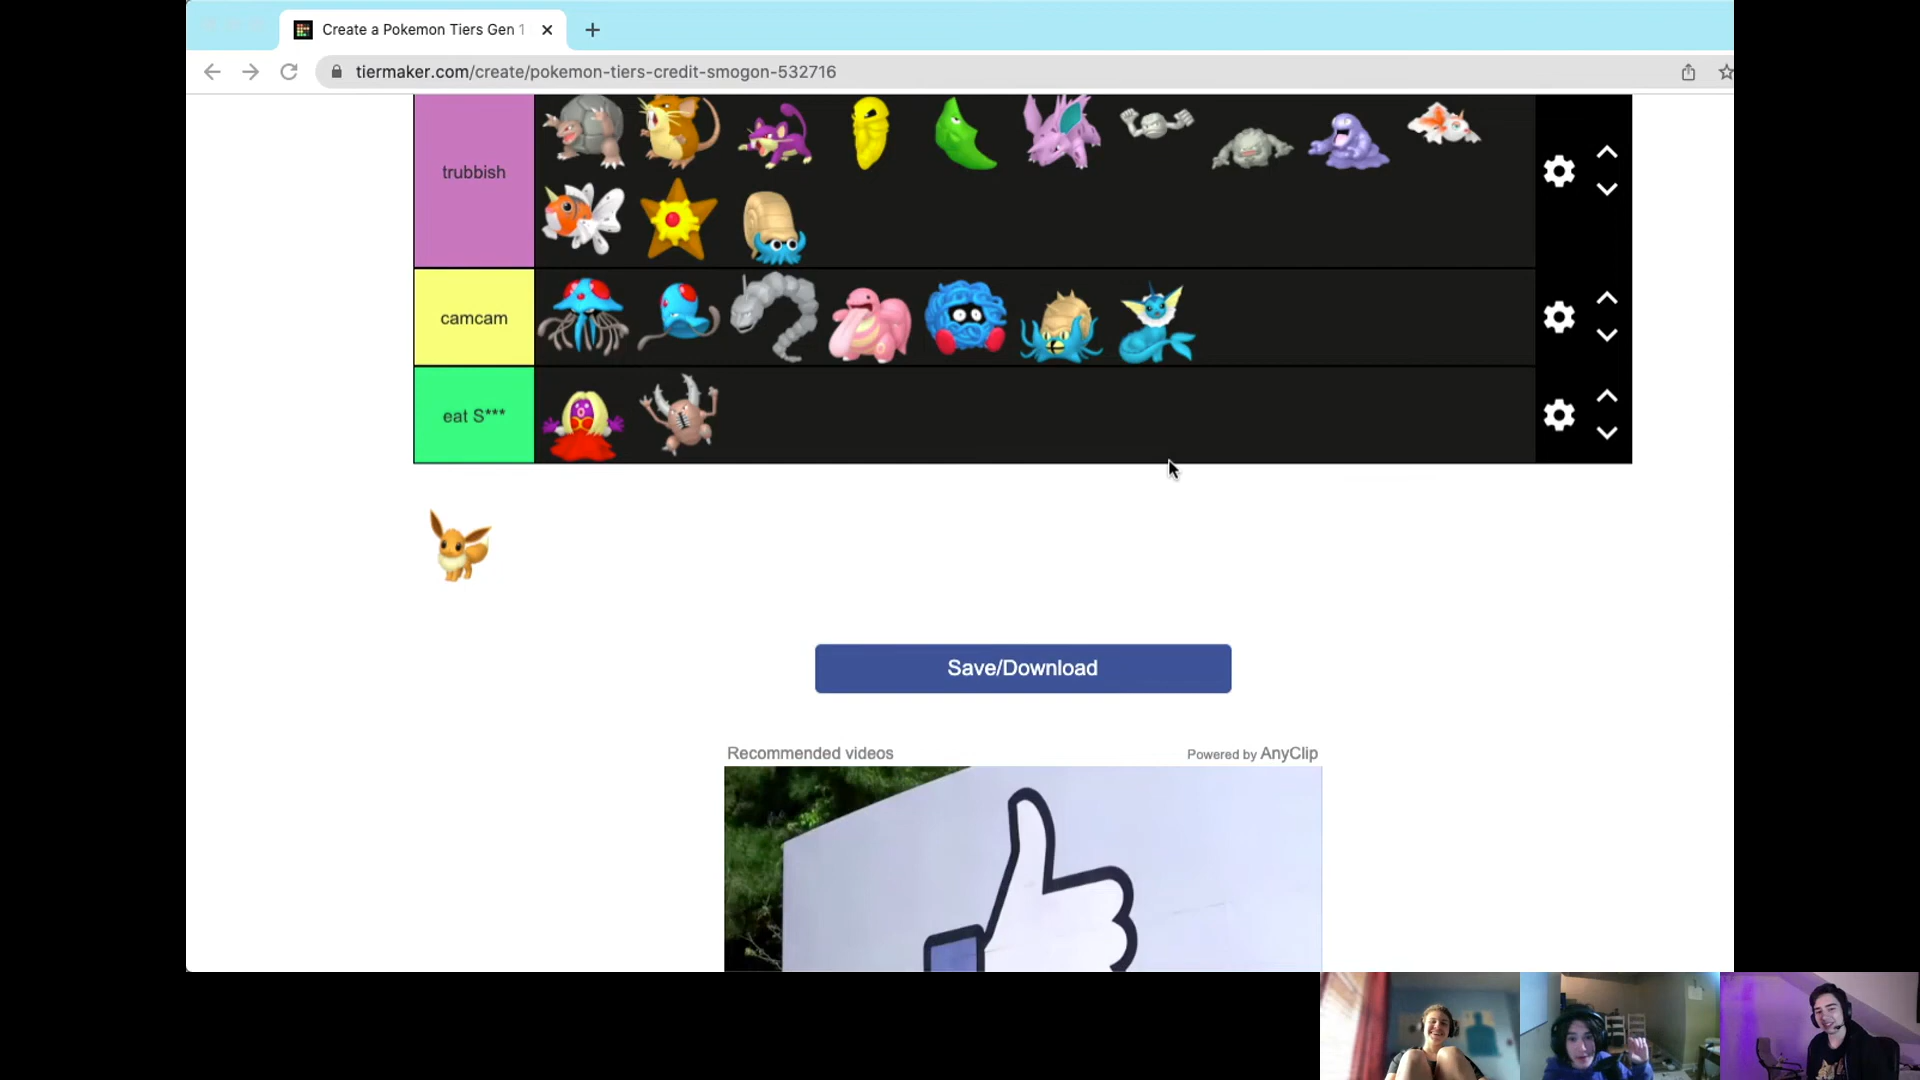 Create a Pokemon Tiers Gen 1
tiermaker.com/create/pokemon-tiers-credit-smogon-532716
trubbish
camcam
eat S***
Save/Download
Recommended videos
Powered by AnyClip